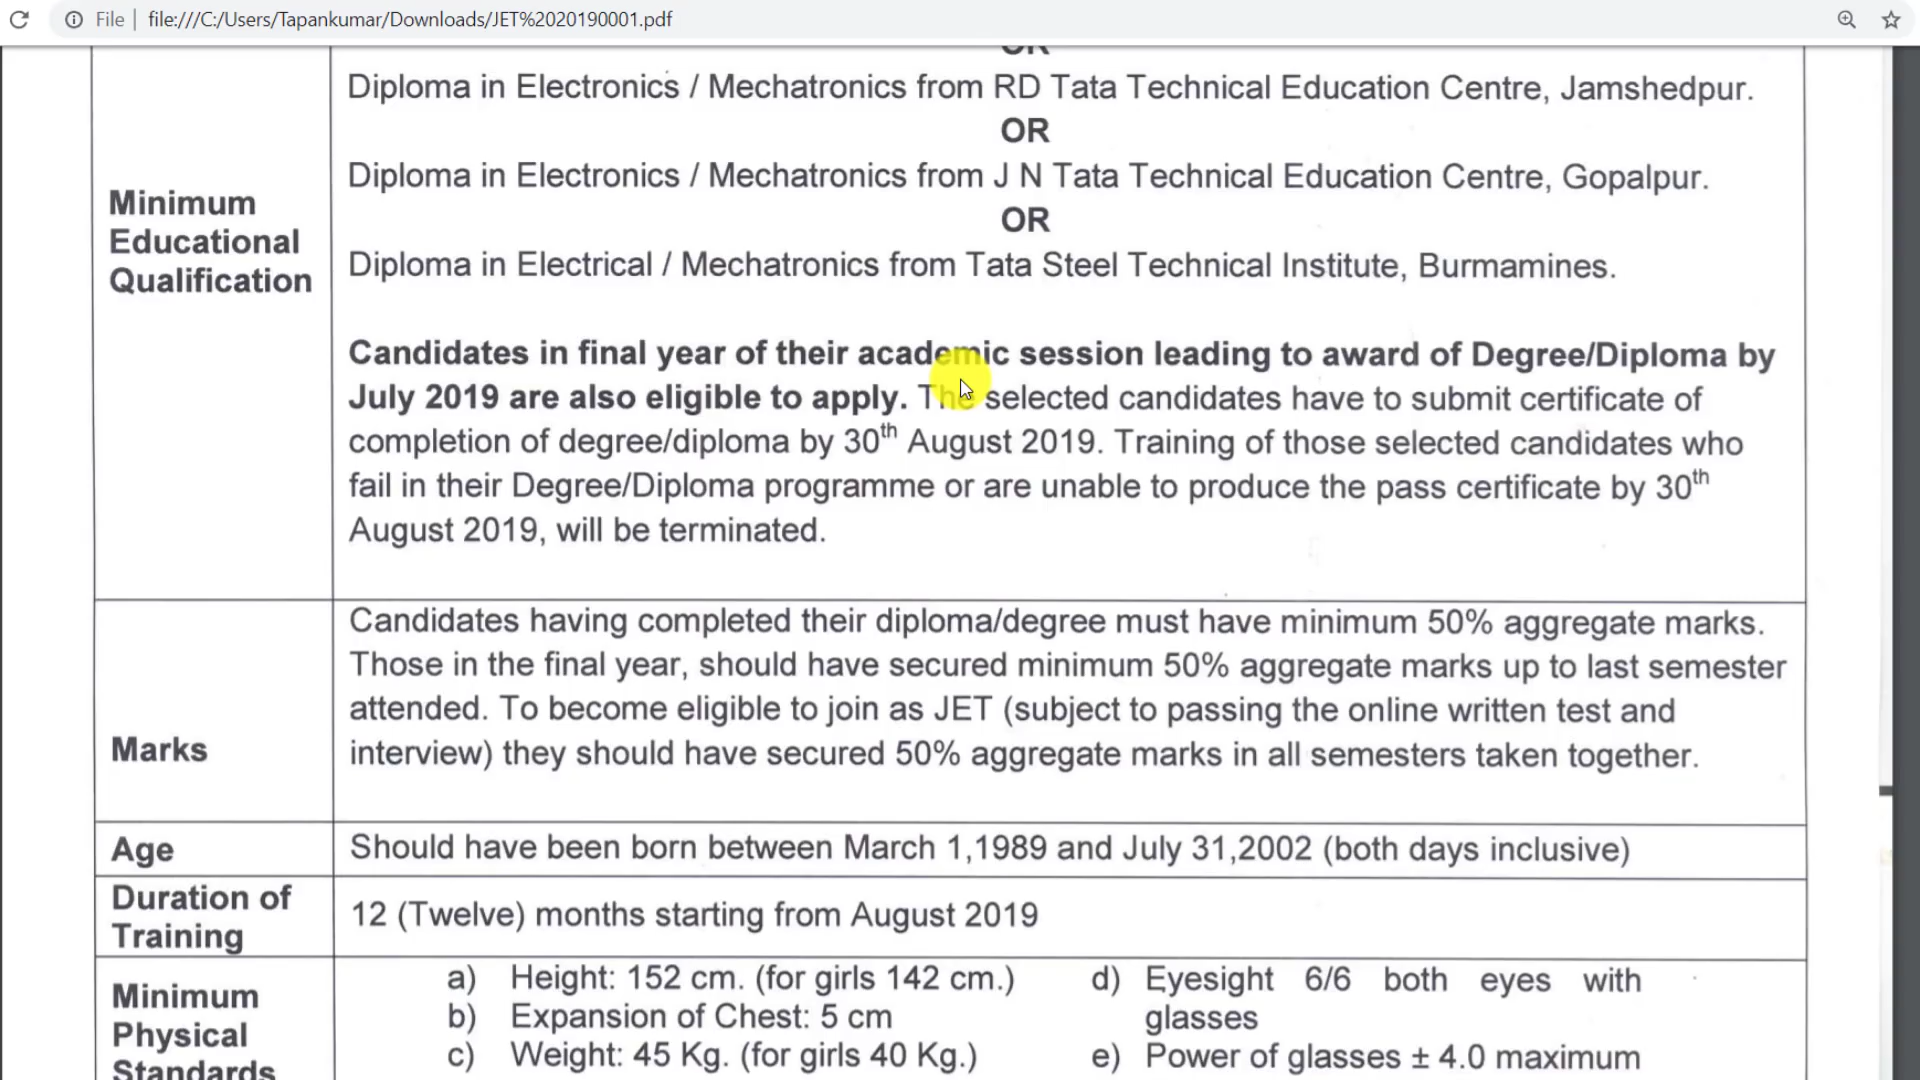 File | file:///C:/Users/Tapankumar/Downloads/JET%2020190001.pdf
OR
Diploma in Electronics / Mechatronics from RD Tata Technical Education Centre, Jamshedpur.
OR
Diploma in Electronics / Mechatronics from J N Tata Technical Education Centre, Gopalpur.
OR
Diploma in Electrical / Mechatronics from Tata Steel Technical Institute, Burmamines.
Minimum
Educational
Qualification
Candidates in final year of their academic session leading to award of Degree/Diploma by
July 2019 are also eligible to apply. The selected candidates have to submit certificate of
completion of degree/diploma by 30th August 2019. Training of those selected candidates who
fail in their Degree/Diploma programme or are unable to produce the pass certificate by 30th
August 2019, will be terminated.
Marks
Candidates having completed their diploma/degree must have minimum 50% aggregate marks.
Those in the final year, should have secured minimum 50% aggregate marks up to last semester
attended. To become eligible to join as JET (subject to passing the online written test and
interview) they should have secured 50% aggregate marks in all semesters taken together.
Age
Should have been born between March 1,1989 and July 31,2002 (both days inclusive)
Duration of
Training
12 (Twelve) months starting from August 2019
Minimum
Physical
Standards
a) Height: 152 cm. (for girls 142 cm.)
b) Expansion of Chest: 5 cm
c) Weight: 45 Kg. (for girls 40 Kg.)
d) Eyesight 6/6 both eyes with
glasses
e) Power of glasses ± 4.0 maximum